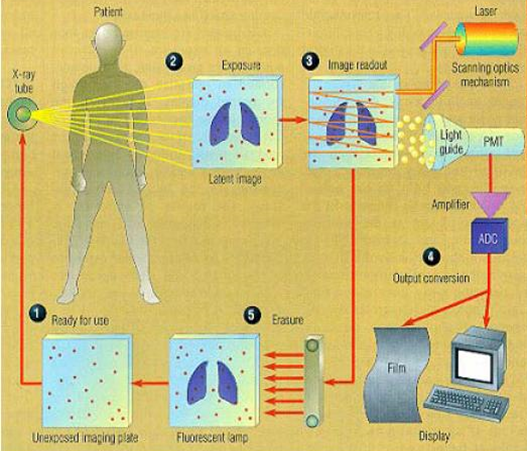 Patient
Laser
2 Exposure
3 Image readout
X-ray
tube
Scanning optics
mechanism
Light
guide
PMT
Latent image
Amplifier
ADC
4
Output conversion
1 Ready for use
5 Erasure
Film
Unexposed imaging plate
Fluorescent lamp
Display